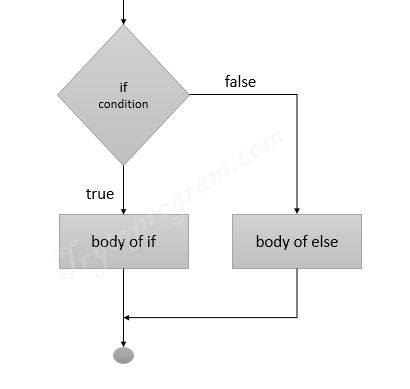 if
condition
false
true
body of if
body of else